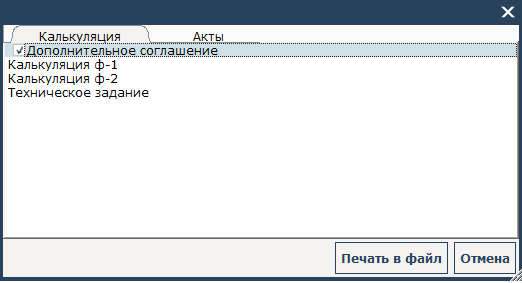 Калькуляция Акты
Дополнительное соглашение
Калькуляция ф-1
Калькуляция ф-2
Техническое задание
Печать в файл Отмена